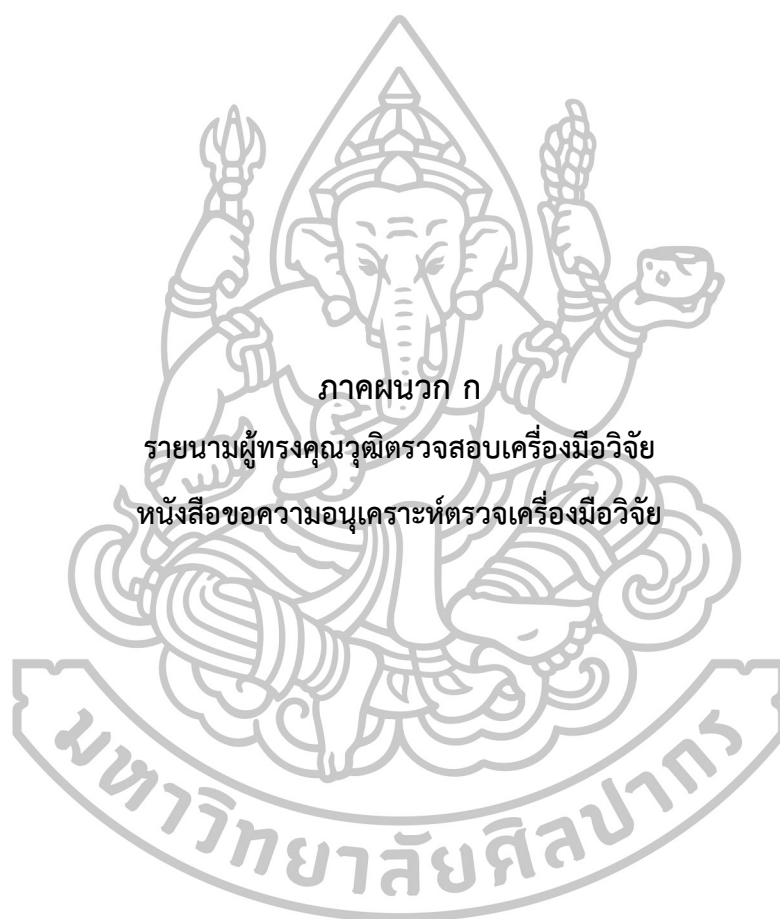 ภาคผนวก ก
รายนามผู้ทรงคุณวุฒิตรวจสอบเครื่องมือวิจัย
หนังสือขอความอนุเคราะห์ตรวจเครื่องมือวิจัย
มหาวิทยาลัยศิลปากร